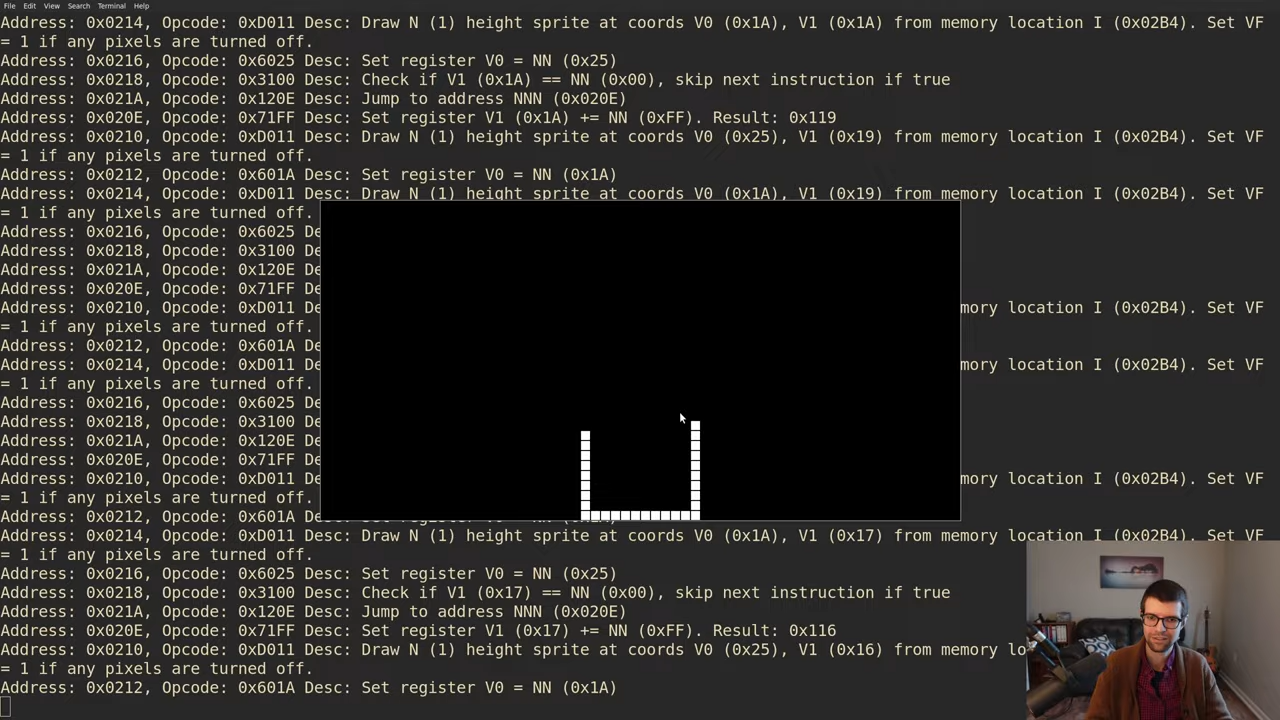 File Edit View Search Terminal Help
Address: 0x0214, Opcode: 0xD011 Desc: Draw N (1) height sprite at coords V0 (0x1A), V1 (0x1A) from memory location I (0x02B4). Set VF
= 1 if any pixels are turned off.
Address: 0x0216, Opcode: 0x6025 Desc: Set register V0 = NN (0x25)
Address: 0x0218, Opcode: 0x3100 Desc: Check if V1 (0x1A) == NN (0x00), skip next instruction if true
Address: 0x021A, Opcode: 0x120E Desc: Jump to address NNN (0x020E)
Address: 0x020E, Opcode: 0x71FF Desc: Set register V1 (0x1A) += NN (0xFF). Result: 0x119
Address: 0x0210, Opcode: 0xD011 Desc: Draw N (1) height sprite at coords V0 (0x25), V1 (0x19) from memory location I (0x02B4). Set VF
= 1 if any pixels are turned off.
Address: 0x0212, Opcode: 0x601A Desc: Set register V0 = NN (0x1A)
Address: 0x0214, Opcode: 0xD011 Desc: Draw N (1) height sprite at coords V0 (0x1A), V1 (0x19) from memory location I (0x02B4). Set VF
= 1 if any pixels are turned off.
Address: 0x0216, Opcode: 0x6025 De
Address: 0x0218, Opcode: 0x3100 De
Address: 0x021A, Opcode: 0x120E De
Address: 0x020E, Opcode: 0x71FF De
Address: 0x0210, Opcode: 0xD011 De mory location I (0x02B4). Set VF
= 1 if any pixels are turned off.
Address: 0x0212, Opcode: 0x601A De
Address: 0x0214, Opcode: 0xD011 De mory location I (0x02B4). Set VF
= 1 if any pixels are turned off.
Address: 0x0216, Opcode: 0x6025 De
Address: 0x0218, Opcode: 0x3100 De
Address: 0x021A, Opcode: 0x120E De
Address: 0x020E, Opcode: 0x71FF De
Address: 0x0210, Opcode: 0xD011 De mory location I (0x02B4). Set VF
= 1 if any pixels are turned off.
Address: 0x0212, Opcode: 0x601A Desc: Set register V0 = NN (0x1A)
Address: 0x0214, Opcode: 0xD011 Desc: Draw N (1) height sprite at coords V0 (0x1A), V1 (0x17) from memory location I (0x02B4). Set VF
= 1 if any pixels are turned off.
Address: 0x0216, Opcode: 0x6025 Desc: Set register V0 = NN (0x25)
Address: 0x0218, Opcode: 0x3100 Desc: Check if V1 (0x17) == NN (0x00), skip next instruction if true
Address: 0x021A, Opcode: 0x120E Desc: Jump to address NNN (0x020E)
Address: 0x020E, Opcode: 0x71FF Desc: Set register V1 (0x17) += NN (0xFF). Result: 0x116
Address: 0x0210, Opcode: 0xD011 Desc: Draw N (1) height sprite at coords V0 (0x25), V1 (0x16) from memory lo
= 1 if any pixels are turned off.
Address: 0x0212, Opcode: 0x601A Desc: Set register V0 = NN (0x1A)